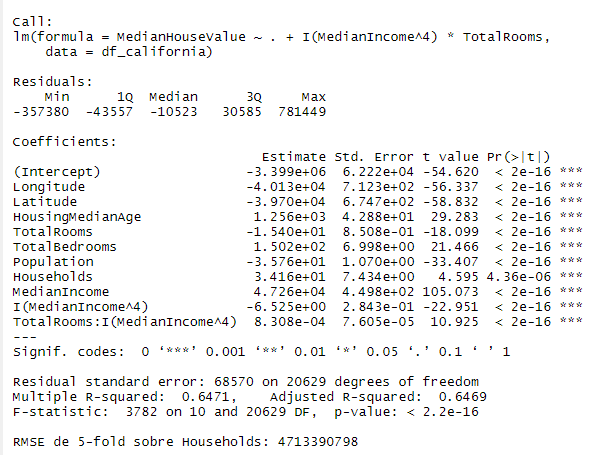 Call:
lm(formula = MedianHouseValue ~ . + I(MedianIncome^4) * TotalRooms,
    data = df_california)
Residuals:
    Min      1Q  Median      3Q     Max
-357380  -43557  -10523   30585  781449
Coefficients:
                              Estimate Std. Error t value Pr(>|t|)
(Intercept)                 -3.399e+06  6.222e+04 -54.620  < 2e-16 ***
Longitude                   -4.013e+04  7.123e+02 -56.337  < 2e-16 ***
Latitude                    -3.970e+04  6.747e+02 -58.832  < 2e-16 ***
HousingMedianAge             1.256e+03  4.288e+01  29.283  < 2e-16 ***
TotalRooms                  -1.540e+01  8.508e-01 -18.099  < 2e-16 ***
TotalBedrooms                1.502e+02  6.998e+00  21.466  < 2e-16 ***
Population                  -3.576e+01  1.070e+00 -33.407  < 2e-16 ***
Households                   3.416e+01  7.434e+00   4.595 4.36e-06 ***
MedianIncome                 4.726e+04  4.498e+02 105.073  < 2e-16 ***
I(MedianIncome^4)           -6.525e+00  2.843e-01 -22.951  < 2e-16 ***
TotalRooms:I(MedianIncome^4)  8.308e-04  7.605e-05  10.925  < 2e-16 ***
---
Signif. codes:  0 ‘***’ 0.001 ‘**’ 0.01 ‘*’ 0.05 ‘.’ 0.1 ‘ ’ 1
Residual standard error: 68570 on 20629 degrees of freedom
Multiple R-squared:  0.6471,    Adjusted R-squared:  0.6469
F-statistic:  3782 on 10 and 20629 DF,  p-value: < 2.2e-16
RMSE de 5-fold sobre Households: 4713390798